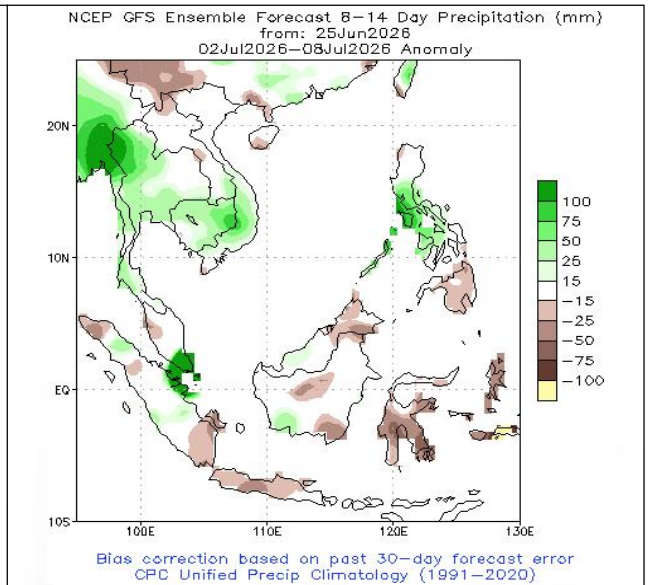 NCEP GFS Ensemble Forecast 8-14 Day Precipitation (mm)
from: 25Jun2026
02Jul2026-08Jul2026 Anomaly
20N
10N
EQ
10S
100E
110E
120E
130E
100
75
50
25
15
-15
-25
-50
-75
-100
Bias correction based on past 30-day forecast error
CPC Unified Precip Climatology (1991-2020)